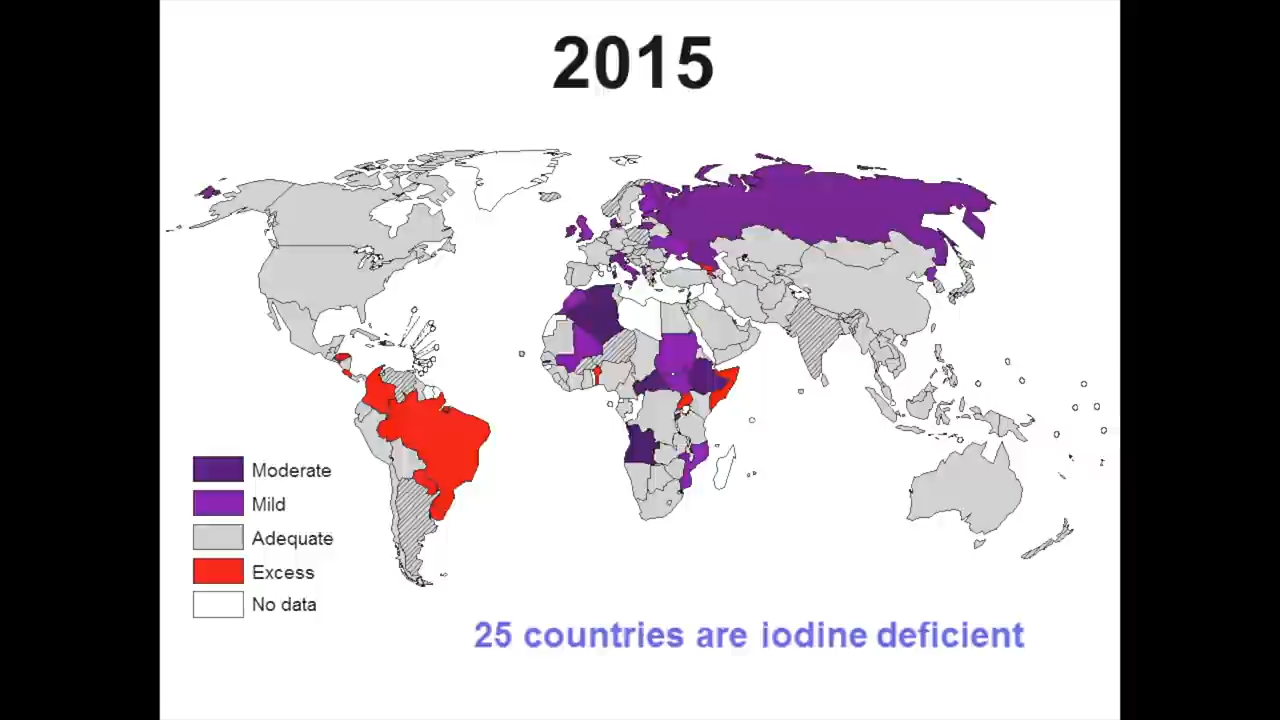 2015
Moderate
Mild
Adequate
Excess
No data
25 countries are iodine deficient